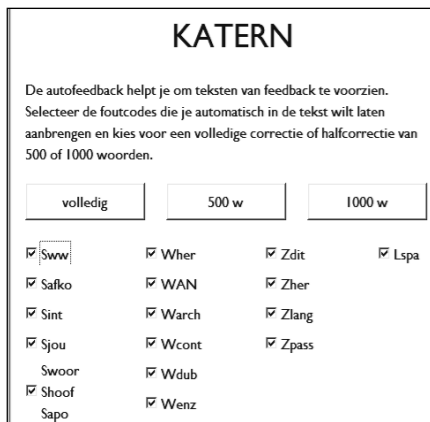 KATERN
De autofeedback helpt je om teksten van feedback te voorzien.
Selecteer de foutcodes die je automatisch in de tekst wilt laten
aanbrengen en kies voor een volledige correctie of halfcorrectie van
500 of 1000 woorden.
volledig 500 w 1000 w
Sww Wher Zdit Lspa
Safko WAN Zher
Sint Warch Zlang
Sjou Wcont Zpass
Swoor Wdub
Shoof Wenz
Sapo